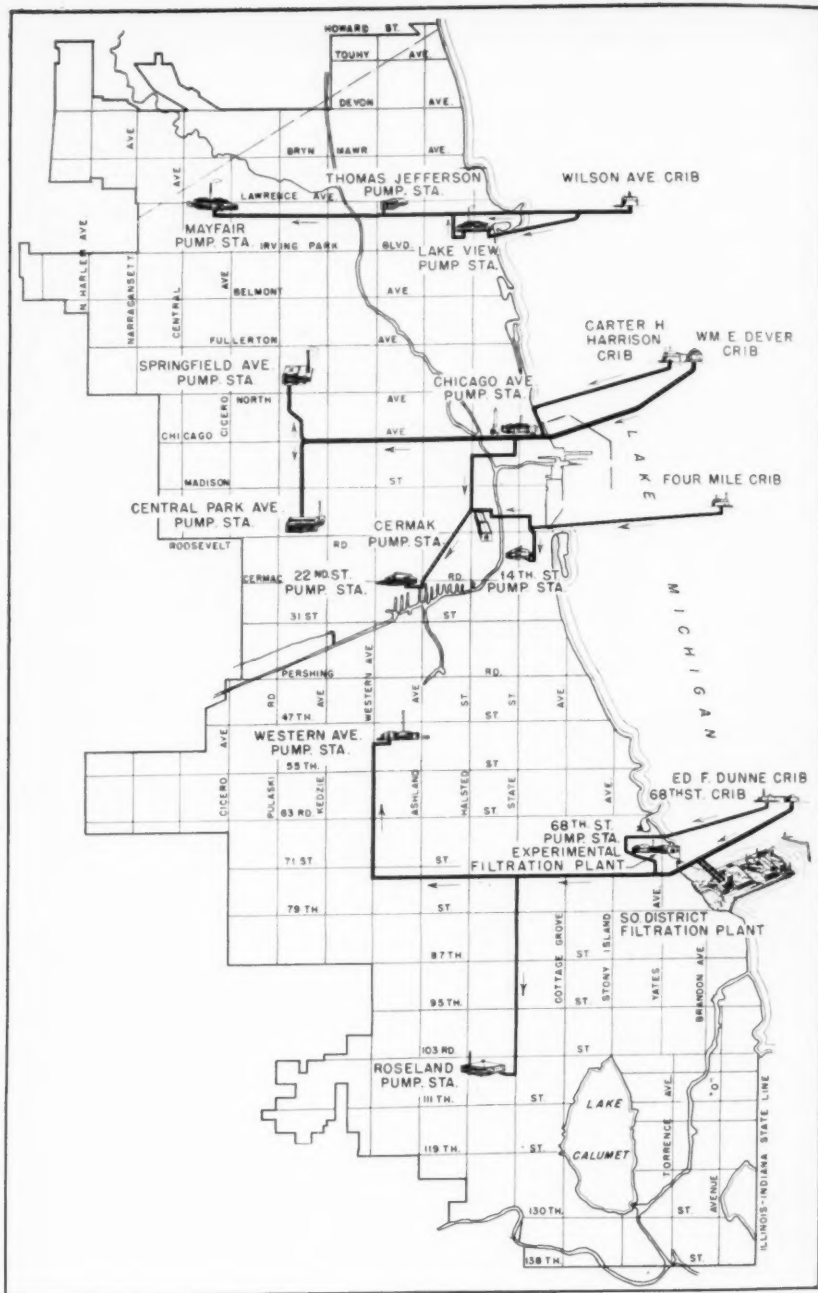 HOWARD ST.
TOUHY AVE.
DEVON AVE.
BRYN MAWR AVE.
THOMAS JEFFERSON
PUMP. STA.
WILSON AVE CRIB
LAWRENCE AVE.
MAYFAIR
PUMP. STA.
IRVING PARK BLVD.
LAKE VIEW
PUMP STA.
N. HARLEM AVE
NARRAGANSETT AVE
CENTRAL AVE
BELMONT AVE
FULLERTON AVE
CARTER H.
HARRISON
CRIB
WM. E. DEVER
CRIB
SPRINGFIELD AVE.
PUMP. STA.
CHICAGO AVE.
PUMP STA.
CICERO AVE
NORTH AVE
CHICAGO AVE
LAKE
MADISON ST
FOUR MILE CRIB
CENTRAL PARK AVE.
PUMP. STA.
ROOSEVELT RD.
CERMAK
PUMP. STA.
CERMAC RD.
22ND. ST.
PUMP. STA.
14TH. ST.
PUMP STA.
31 ST ST.
MICHIGAN
PERSHING RD.
CICERO AVE
PULASKI RD
KEDZIE AVE
WESTERN AVE
ASHLAND AVE
HALSTED ST
STATE ST
47TH. ST.
WESTERN AVE.
PUMP. STA.
55TH. ST
63 RD ST.
ED F. DUNNE CRIB
68TH ST. CRIB
68TH. ST.
PUMP. STA.
EXPERIMENTAL
FILTRATION PLANT
71 ST ST.
79 TH ST.
SO. DISTRICT
FILTRATION PLANT
COTTAGE GROVE AVE
STONY ISLAND AVE.
YATES AVE.
BRANDON AVE
87TH. ST
95TH. ST.
103 RD. ST
ROSELAND
PUMP. STA.
111 TH. ST.
LAKE
CALUMET
119 TH. ST.
TORRENCE AVE.
AVENUE "O"
ILLINOIS-INDIANA STATE LINE
130TH. ST.
138TH. ST.